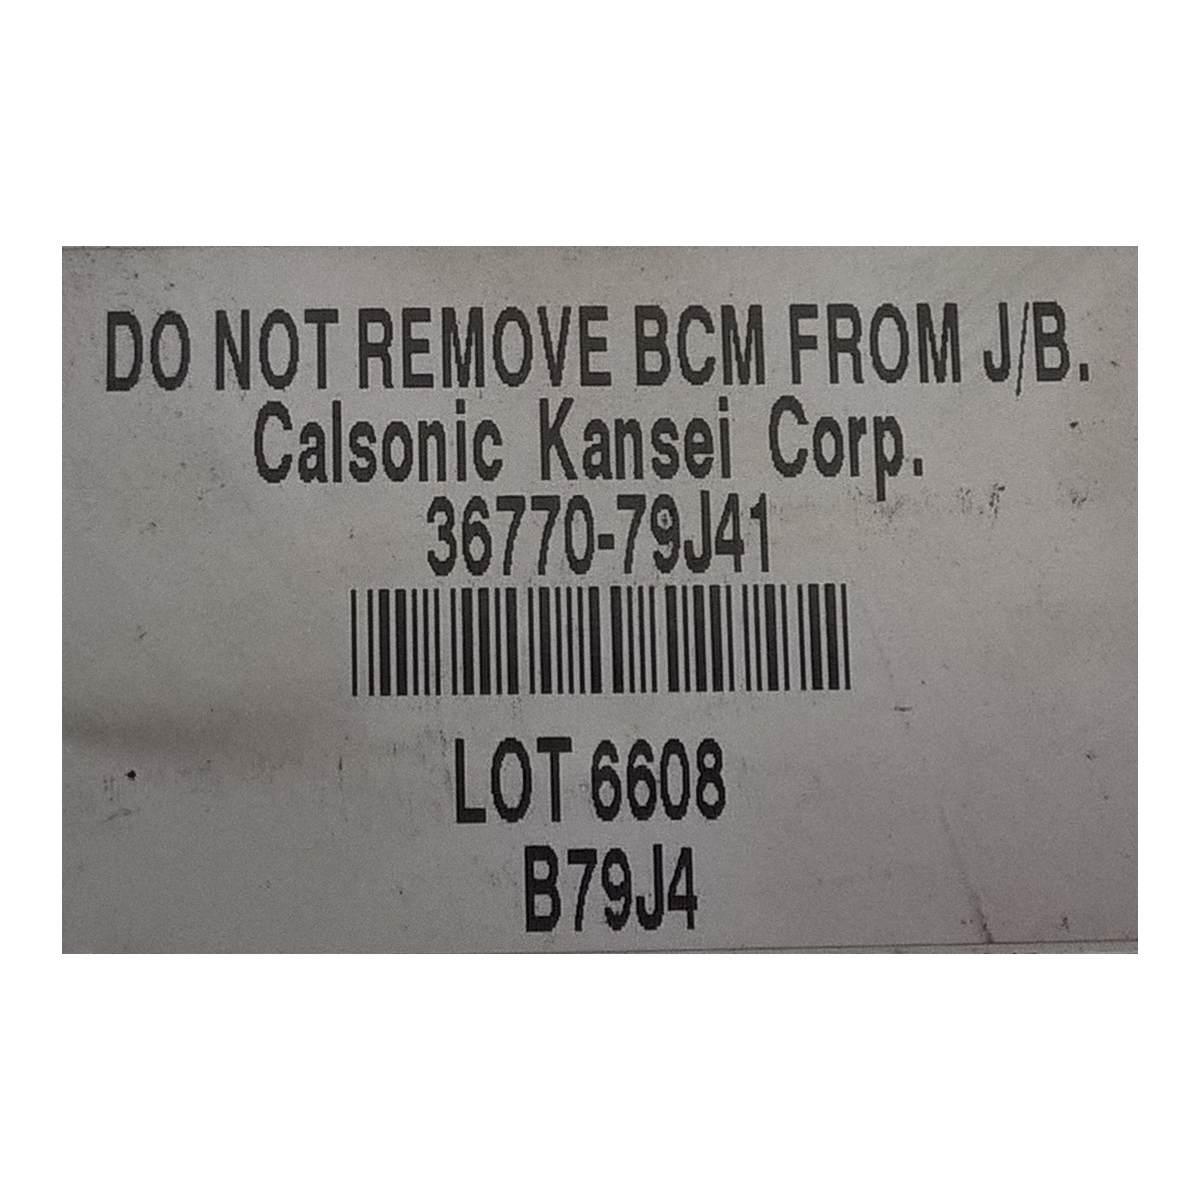 DO NOT REMOVE BCM FROM J/B.
Calsonic Kansei Corp.
36770-79J41
LOT 6608
B79J4